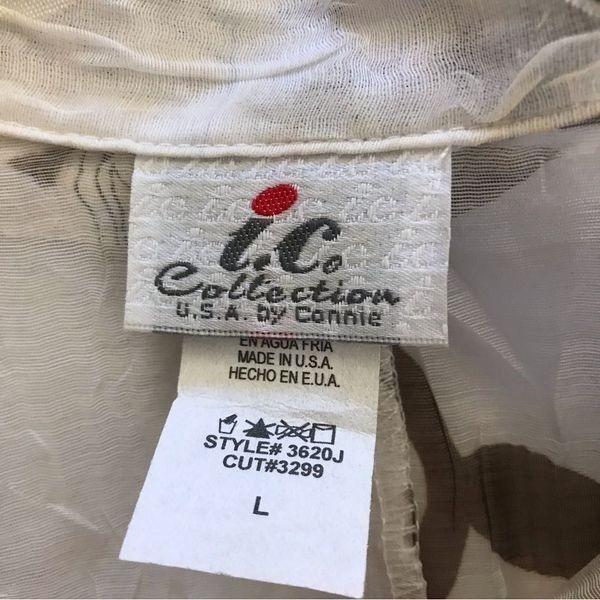 i.c.
Collection
U.S.A. by Connie
EN AGUA FRIA
MADE IN U.S.A.
HECHO EN E.U.A.
STYLE# 3620J
CUT#3299
L